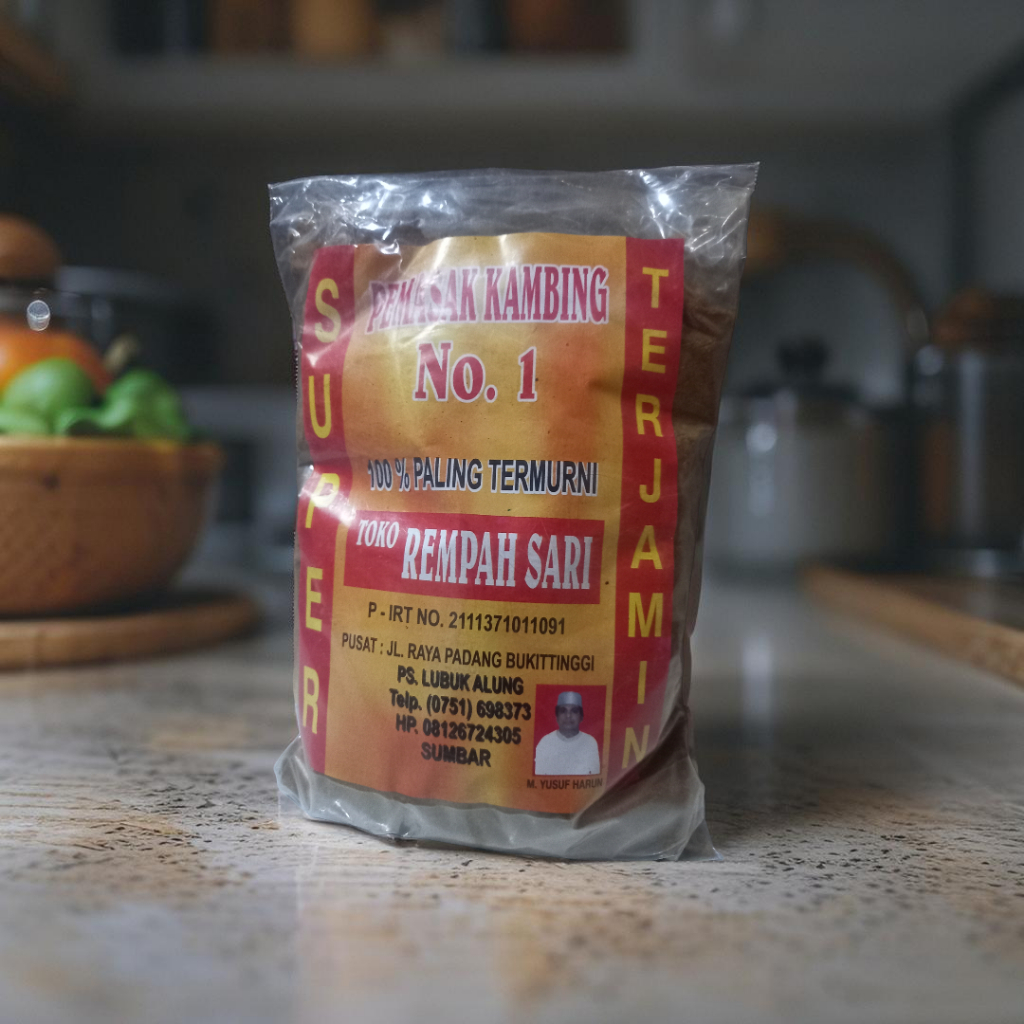 SUPER
PEMASAK KAMBING
No. 1
100 % PALING TERMURNI
TOKO REMPAH SARI
P - IRT NO. 2111371011091
PUSAT : JL. RAYA PADANG BUKITTINGGI
PS. LUBUK ALUNG
Telp. (0751) 698373
HP. 08126724305
SUMBAR
M. YUSUF HARUN
TERJAMIN